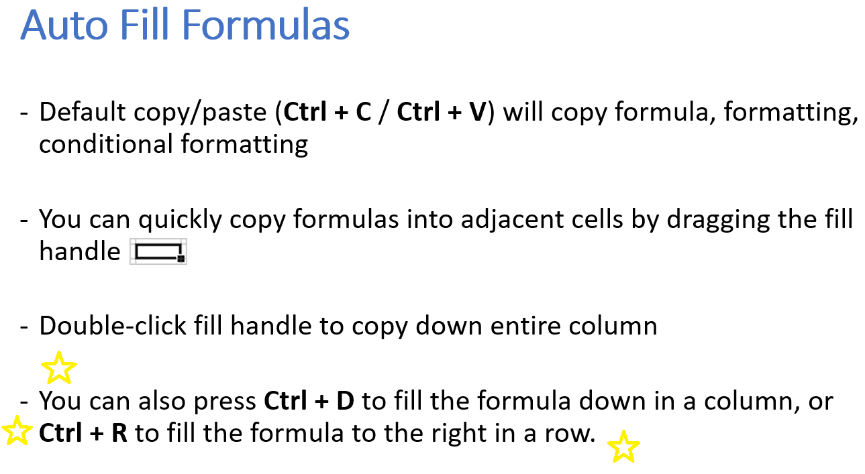 Auto Fill Formulas
- Default copy/paste (Ctrl + C / Ctrl + V) will copy formula, formatting,
conditional formatting
- You can quickly copy formulas into adjacent cells by dragging the fill
handle
- Double-click fill handle to copy down entire column
- You can also press Ctrl + D to fill the formula down in a column, or
Ctrl + R to fill the formula to the right in a row.